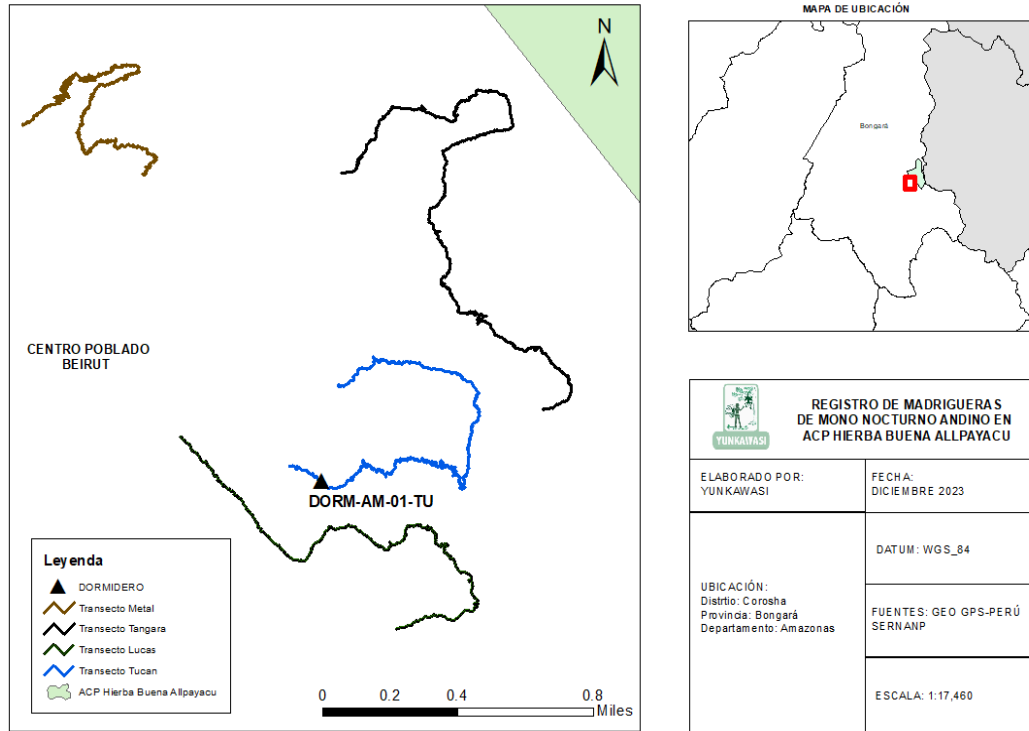 MAPA DE UBICACIÓN
N
Bongará
CENTRO POBLADO
BEIRUT
DORM-AM-01-TU
Leyenda
DORMIDERO
Transecto Metal
Transecto Tangara
Transecto Lucas
Transecto Tucan
ACP Hierba Buena Allpayacu
0 0.2 0.4 0.8
Miles
YUNKAWASI
REGISTRO DE MADRIGUERAS
DE MONO NOCTURNO ANDINO EN
ACP HIERBA BUENA ALLPAYACU
ELABORADO POR:
YUNKAWASI
FECHA:
DICIEMBRE 2023
UBICACIÓN:
Distrtio: Corosha
Provincia: Bongará
Departamento: Amazonas
DATUM: WGS_84
FUENTES: GEO GPS-PERÚ
SERNANP
ESCALA: 1:17,460